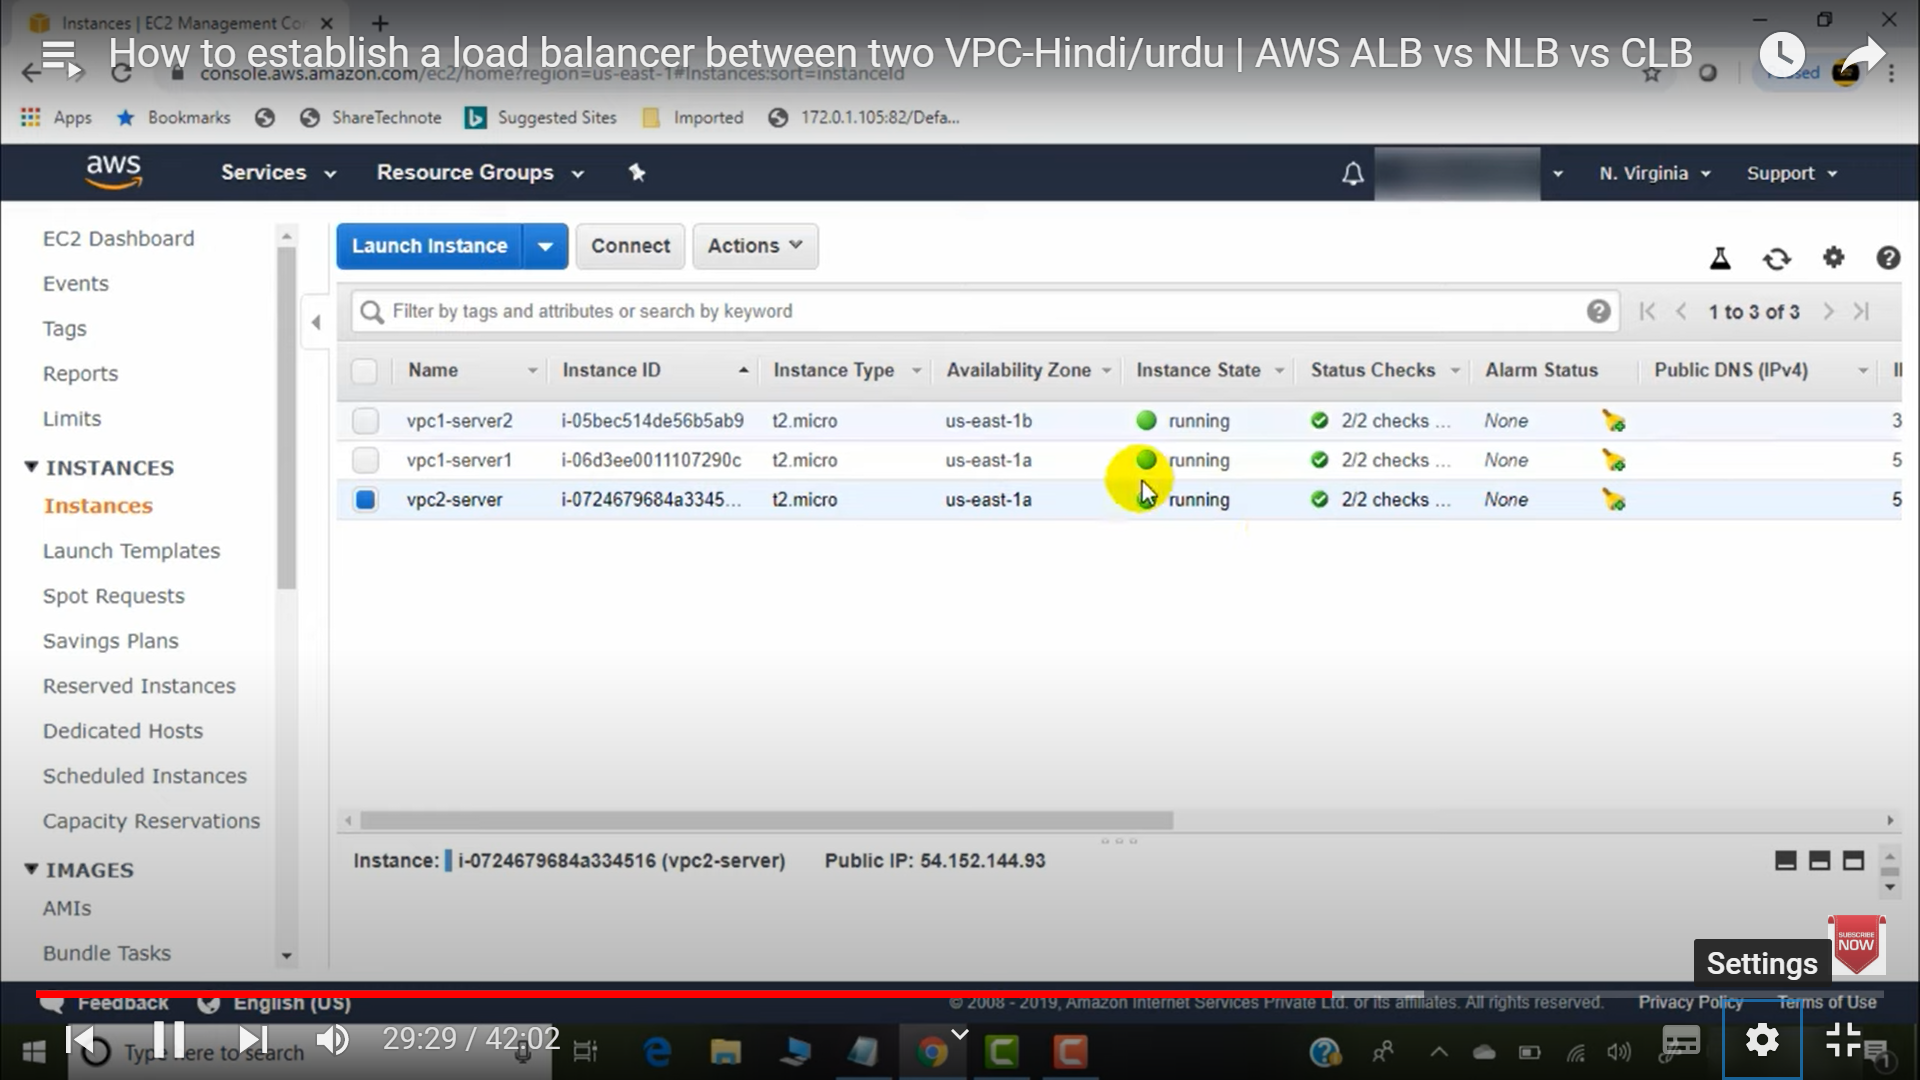 Instances | EC2 Management Co
How to establish a load balancer between two VPC-Hindi/urdu | AWS ALB vs NLB vs CLB
console.aws.amazon.com/ec2/home?region=us-east-1#Instances:sort=instanceId
Apps Bookmarks ShareTechnote Suggested Sites Imported 172.0.1.105:82/Defa...
aws Services Resource Groups N. Virginia Support
EC2 Dashboard
Events
Tags
Reports
Limits
INSTANCES
Instances
Launch Templates
Spot Requests
Savings Plans
Reserved Instances
Dedicated Hosts
Scheduled Instances
Capacity Reservations
IMAGES
AMIs
Bundle Tasks
Launch Instance Connect Actions
Filter by tags and attributes or search by keyword 1 to 3 of 3
Name Instance ID Instance Type Availability Zone Instance State Status Checks Alarm Status Public DNS (IPv4)
vpc1-server2 i-05bec514de56b5ab9 t2.micro us-east-1b running 2/2 checks ... None 3
vpc1-server1 i-06d3ee0011107290c t2.micro us-east-1a running 2/2 checks ... None 5
vpc2-server i-0724679684a3345... t2.micro us-east-1a running 2/2 checks ... None 5
Instance: i-0724679684a334516 (vpc2-server) Public IP: 54.152.144.93
SUBSCRIBE
NOW
Settings
Feedback English (US) © 2008 - 2019, Amazon Internet Services Private Ltd. or its affiliates. All rights reserved. Privacy Policy Terms of Use
Type here to search
29:29 / 42:02
1